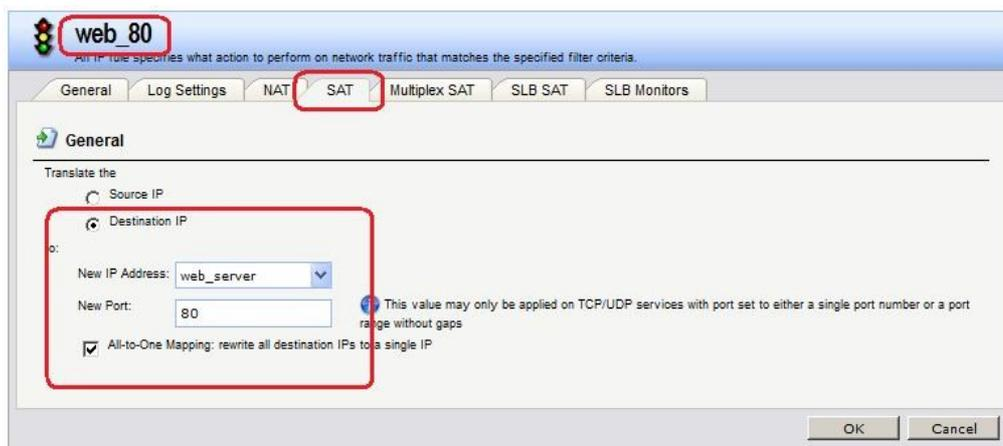 web_80
An IP rule specifies what action to perform on network traffic that matches the specified filter criteria.
General Log Settings NAT SAT Multiplex SAT SLB SAT SLB Monitors
General
Translate the
Source IP
Destination IP
o:
New IP Address: web_server
New Port: 80
This value may only be applied on TCP/UDP services with port set to either a single port number or a port
range without gaps
All-to-One Mapping: rewrite all destination IPs to a single IP
OK Cancel